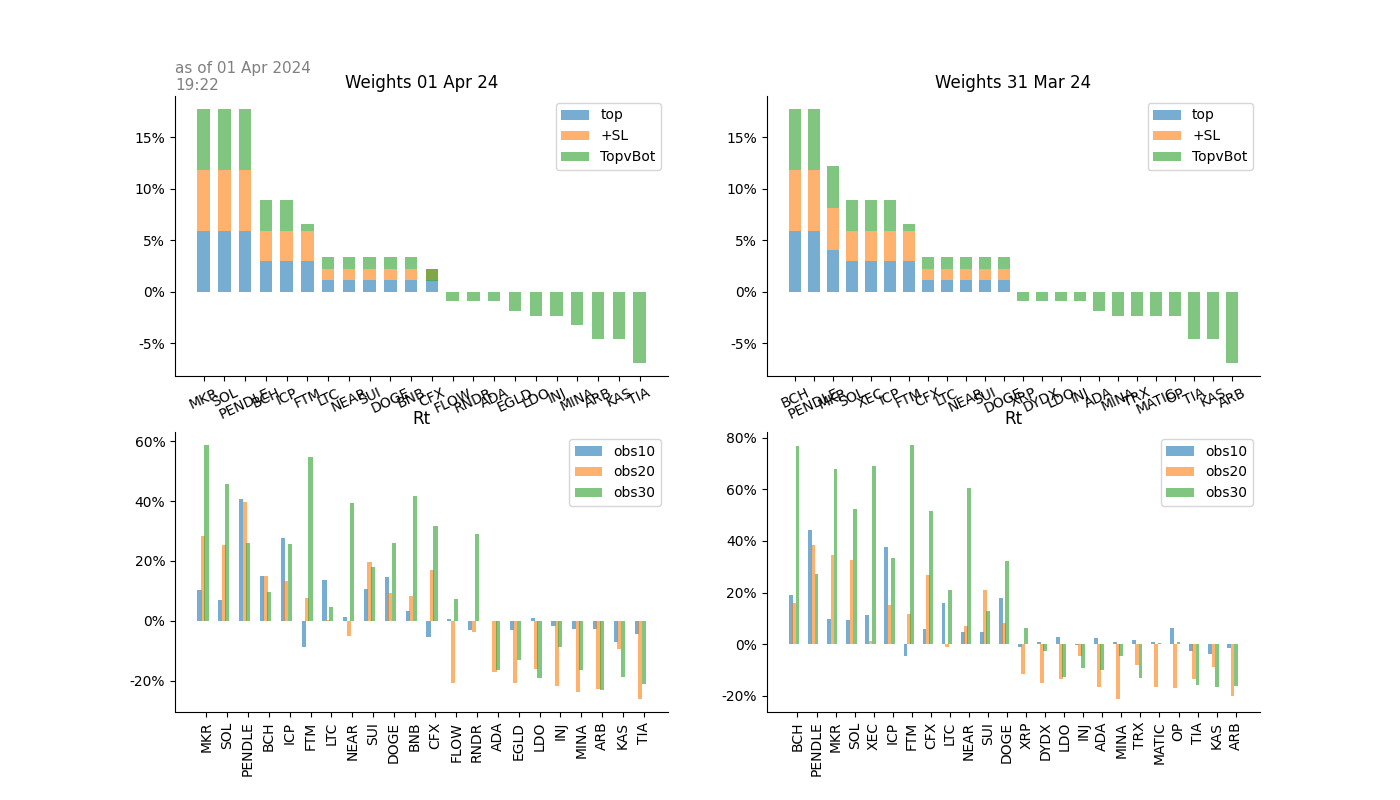 as of 01 Apr 2024
19:22
Weights 01 Apr 24
15%
10%
5%
0%
-5%
top
+SL
TopvBot
MKR
SOL
PENDLE
BCH
ICP
FTM
LTC
NEAR
SUI
DOGE
BNB
CFX
FLOW
RNDR
ADA
EGLD
LDO
INJ
MINA
ARB
KAS
TIA
Weights 31 Mar 24
15%
10%
5%
0%
-5%
top
+SL
TopvBot
BCH
PENDLE
MKR
SOL
XEC
ICP
FTM
CFX
LTC
NEAR
SUI
DOGE
XRP
DYDX
LDO
INJ
ADA
MINA
TRX
MATIC
OP
TIA
KAS
ARB
Rt
60%
40%
20%
0%
-20%
obs10
obs20
obs30
MKR
SOL
PENDLE
BCH
ICP
FTM
LTC
NEAR
SUI
DOGE
BNB
CFX
FLOW
RNDR
ADA
EGLD
LDO
INJ
MINA
ARB
KAS
TIA
Rt
80%
60%
40%
20%
0%
-20%
obs10
obs20
obs30
BCH
PENDLE
MKR
SOL
XEC
ICP
FTM
CFX
LTC
NEAR
SUI
DOGE
XRP
DYDX
LDO
INJ
ADA
MINA
TRX
MATIC
OP
TIA
KAS
ARB